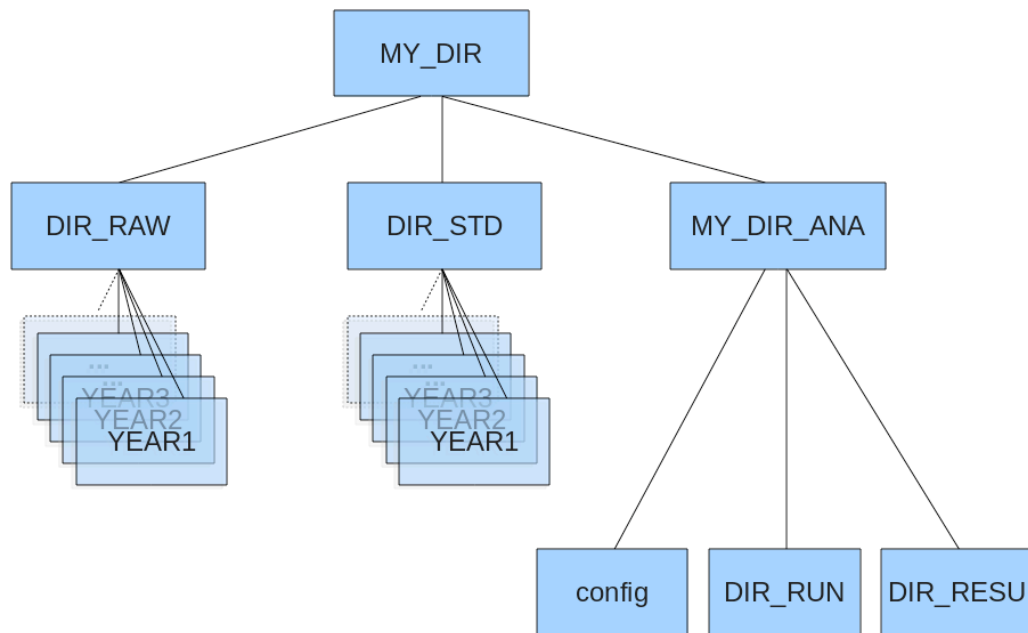 MY_DIR
DIR_RAW
DIR_STD
MY_DIR_ANA
...
...
YEAR3
YEAR2
YEAR1
...
...
YEAR3
YEAR2
YEAR1
config
DIR_RUN
DIR_RESU